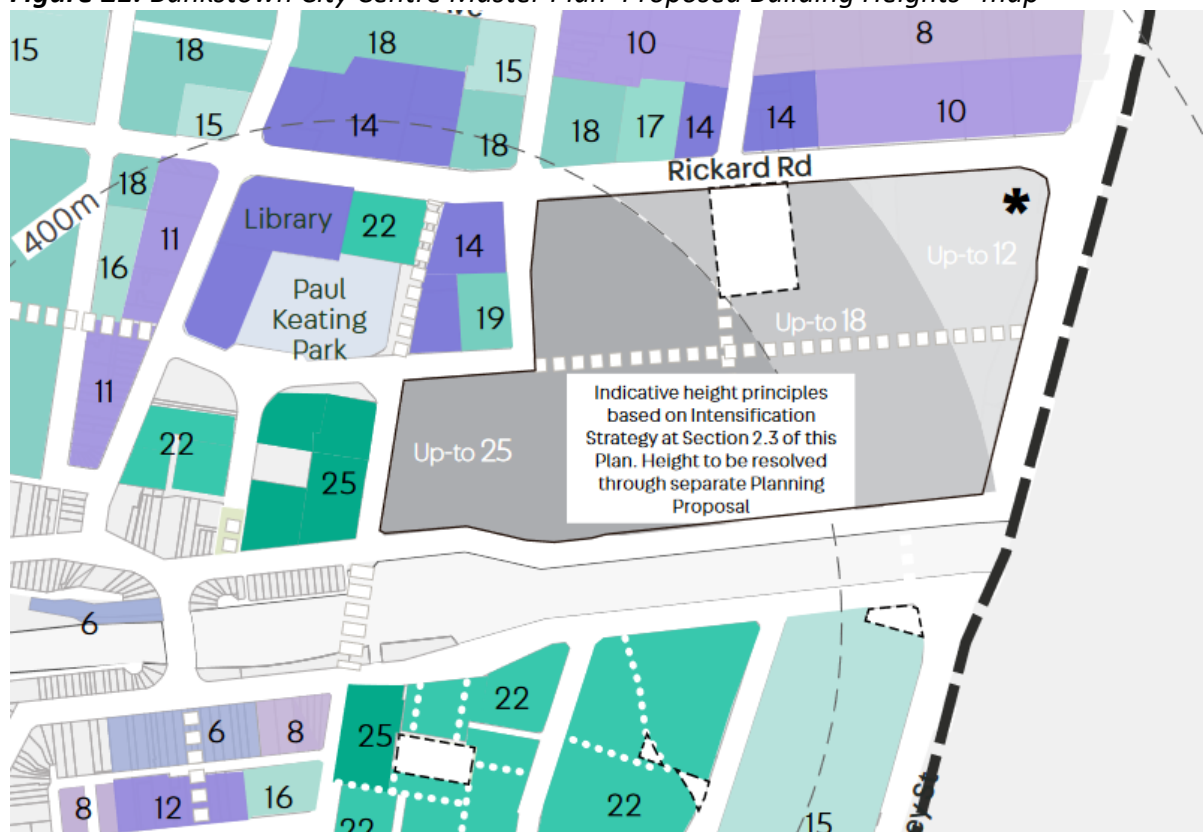 15
18
15
18
15
14
18
10
18
17
14
8
14
10
Rickard Rd
400m
18
16
11
11
Library
22
14
19
Paul
Keating
Park
*
Up-to 12
Up-to 18
Up-to 25
Indicative height principles
based on Intensification
Strategy at Section 2.3 of this
Plan. Height to be resolved
through separate Planning
Proposal
22
25
6
6
8
8
12
16
25
22
22
22
15